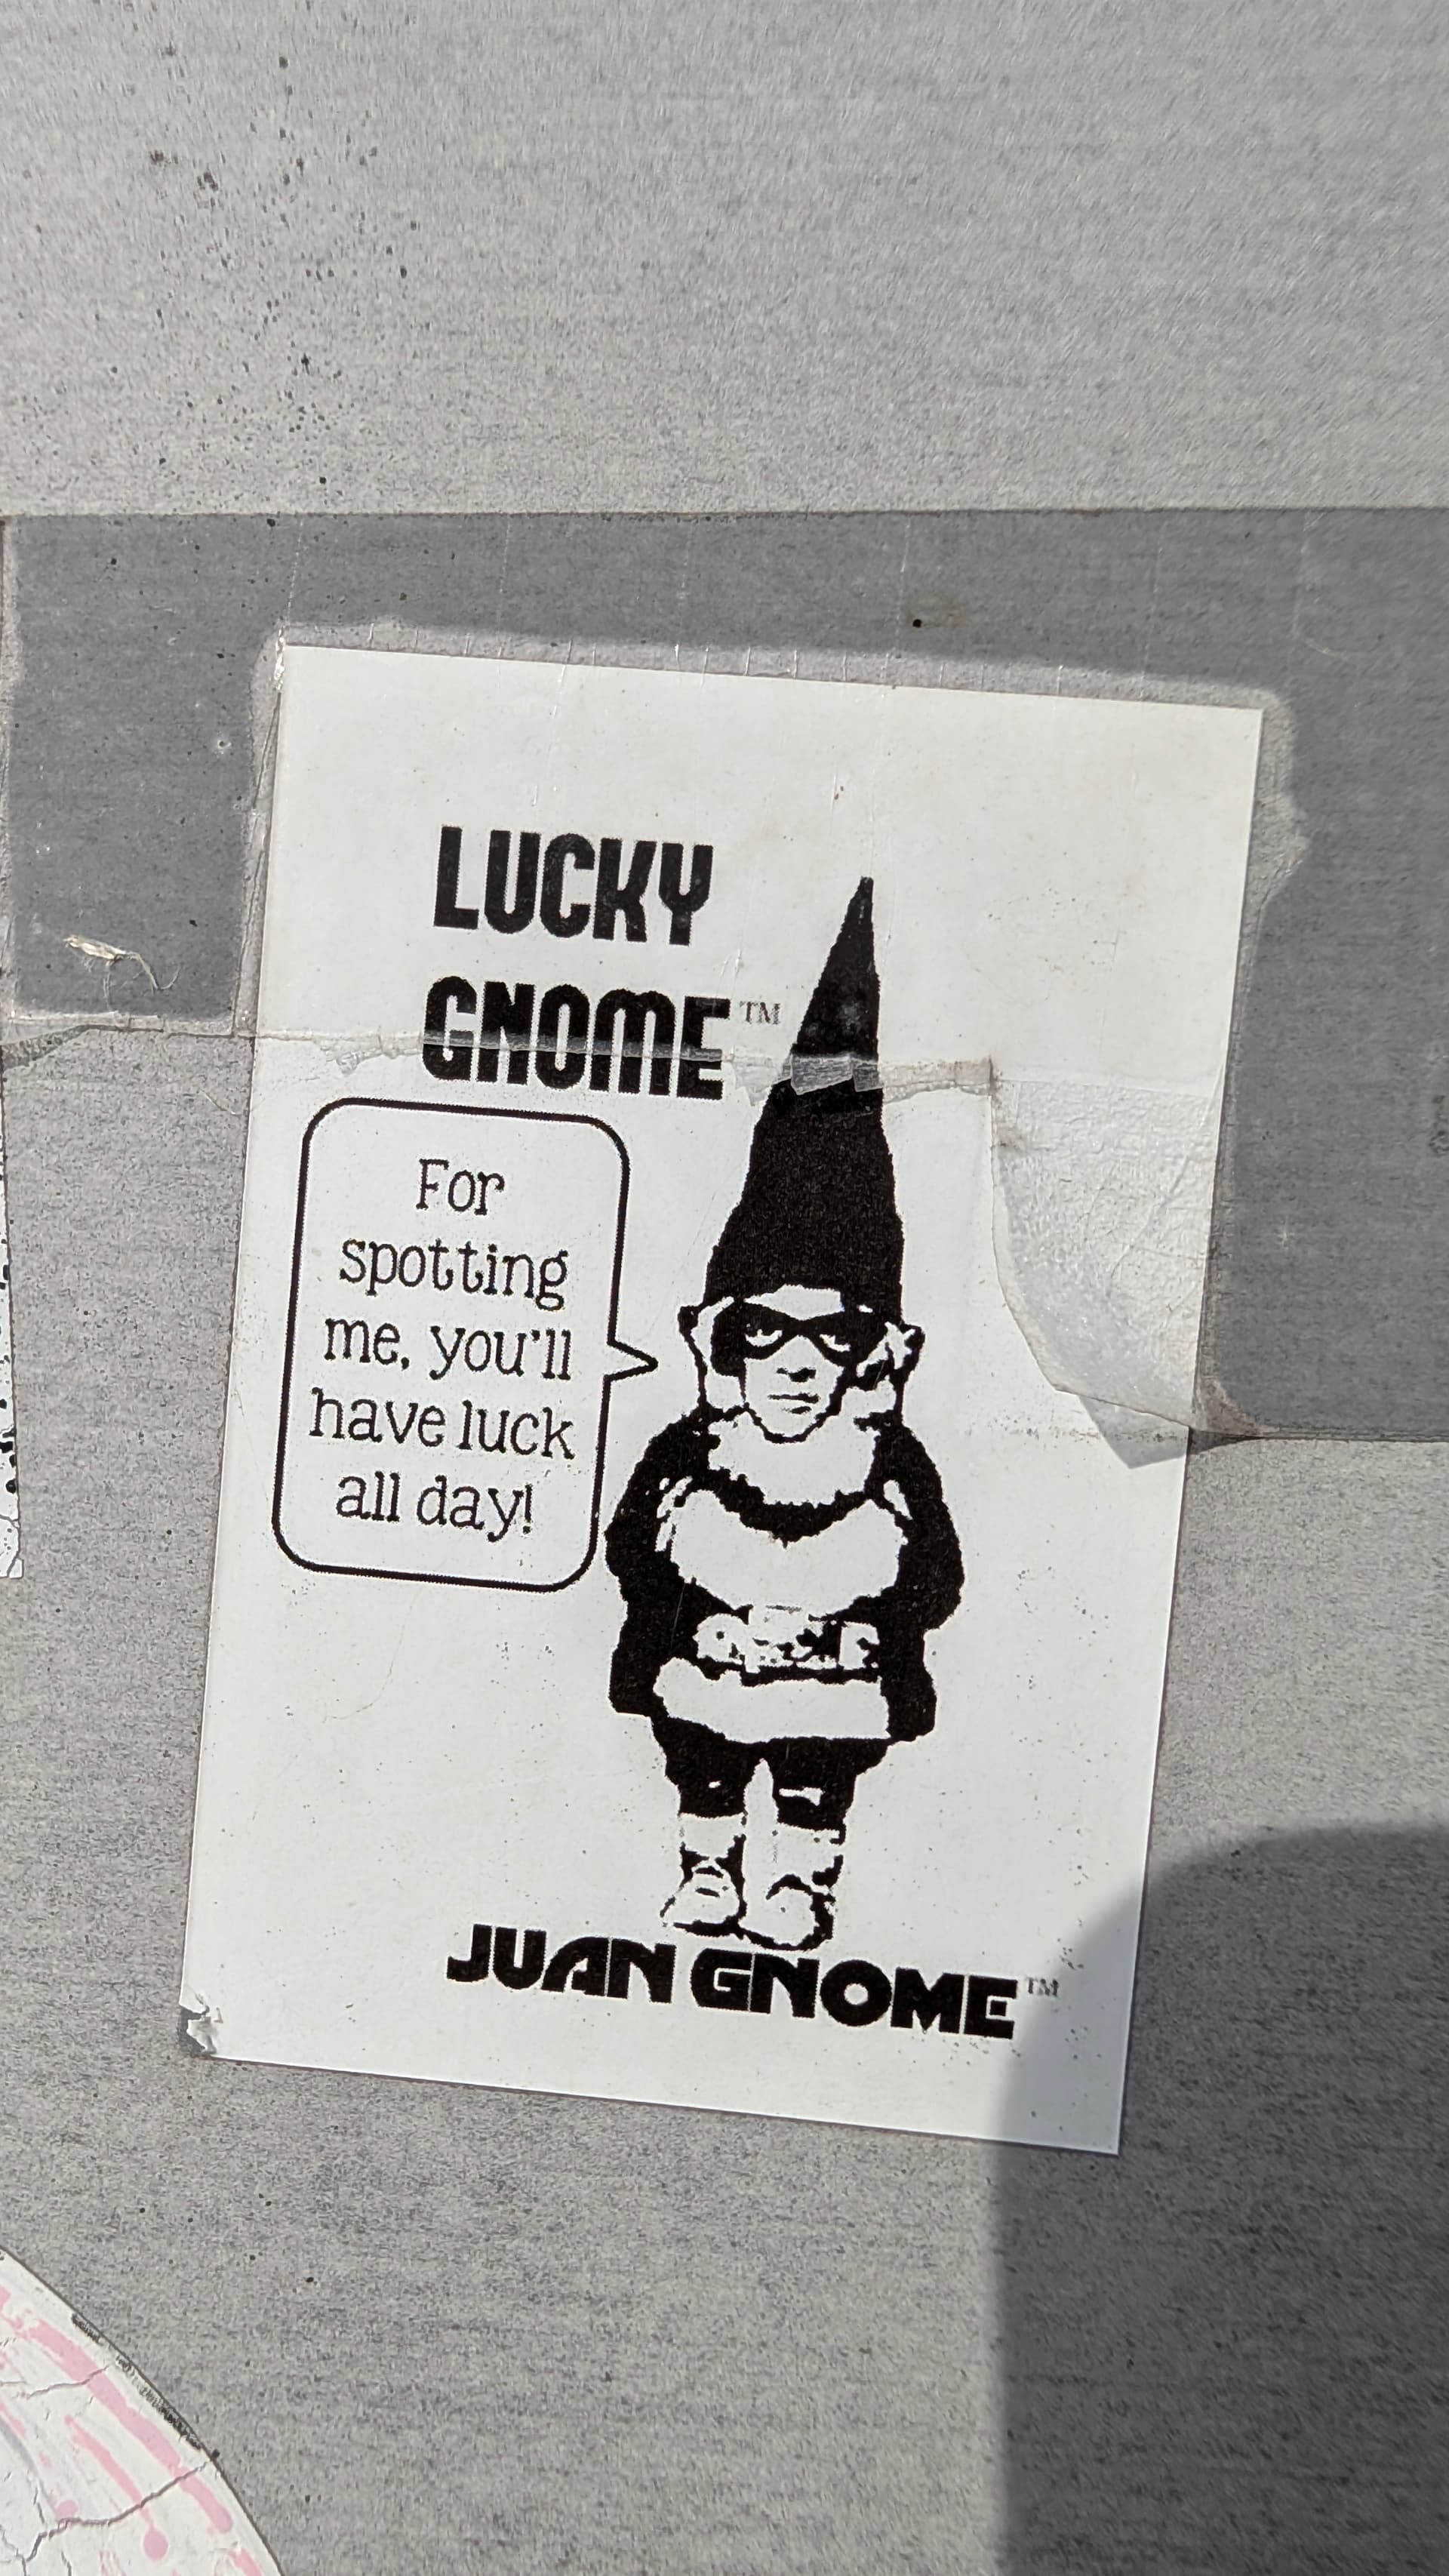 LUCKY
GNOME™
For
spotting
me, you'll
have luck
all day!
JUAN GNOME™